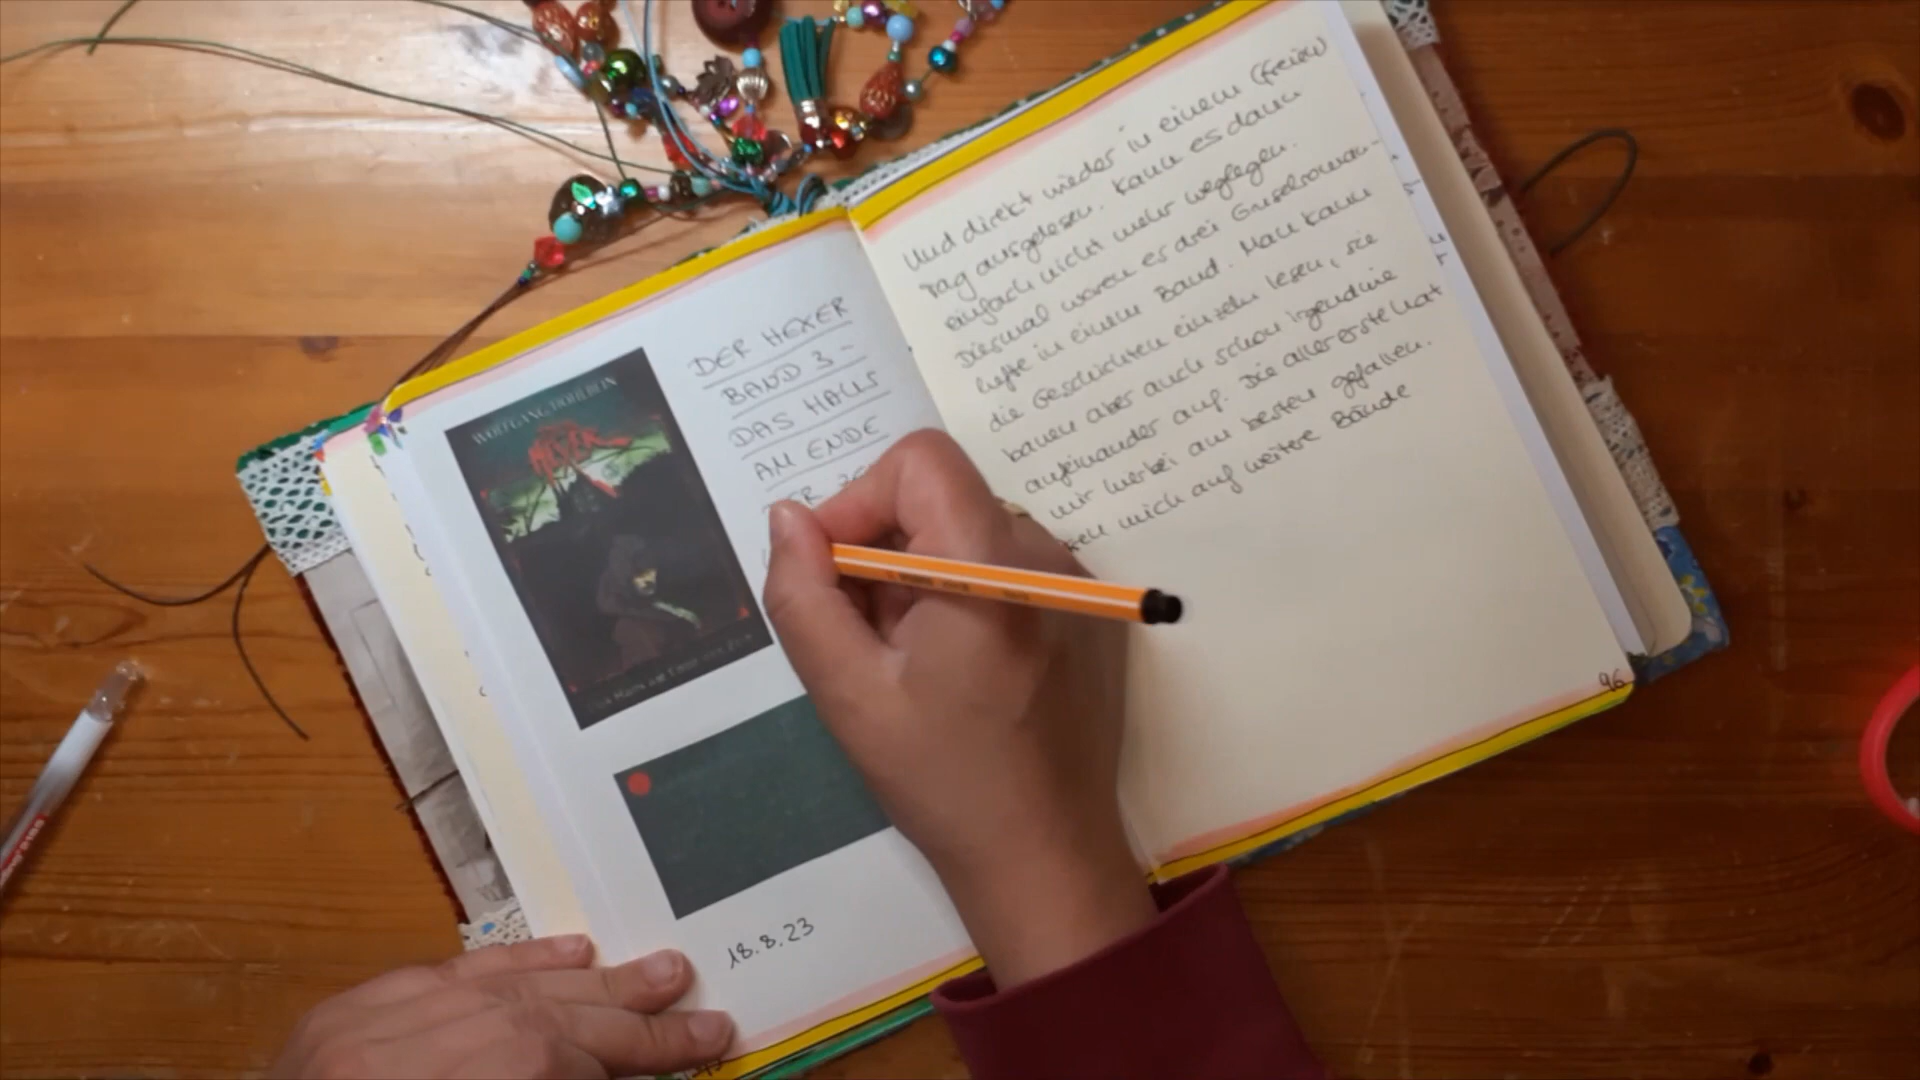 WOLFGANG HOHLBEIN
HEXER
DER HEXER
BAND 3 -
DAS HAUS
AM ENDE
DER
18.8.23
Und direkt wieder in einem (freien)
Tag ausgelesen. Kann es dann
einfach nicht mehr weglegen.
Diesmal waren es drei Gruselroman-
hefte in einem Band. Man kann
die Geschichten einzeln lesen, sie
bauen aber auch schon irgendwie
aufeinander auf. Die allererste hat
mir hierbei am besten gefallen.
mich auf weitere Bände
96